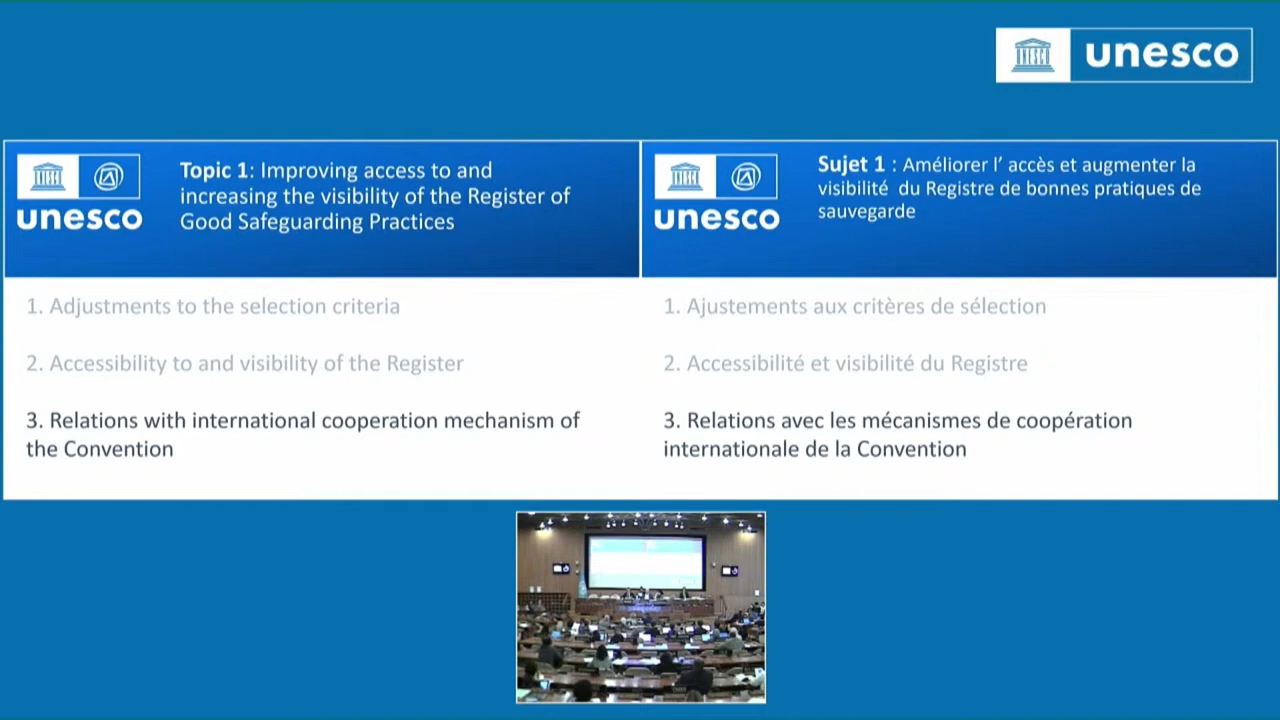 unesco
unesco
Topic 1: Improving access to and
increasing the visibility of the Register of
Good Safeguarding Practices
1. Adjustments to the selection criteria
2. Accessibility to and visibility of the Register
3. Relations with international cooperation mechanism of
the Convention
unesco
Sujet 1 : Améliorer l’ accès et augmenter la
visibilité du Registre de bonnes pratiques de
sauvegarde
1. Ajustements aux critères de sélection
2. Accessibilité et visibilité du Registre
3. Relations avec les mécanismes de coopération
internationale de la Convention